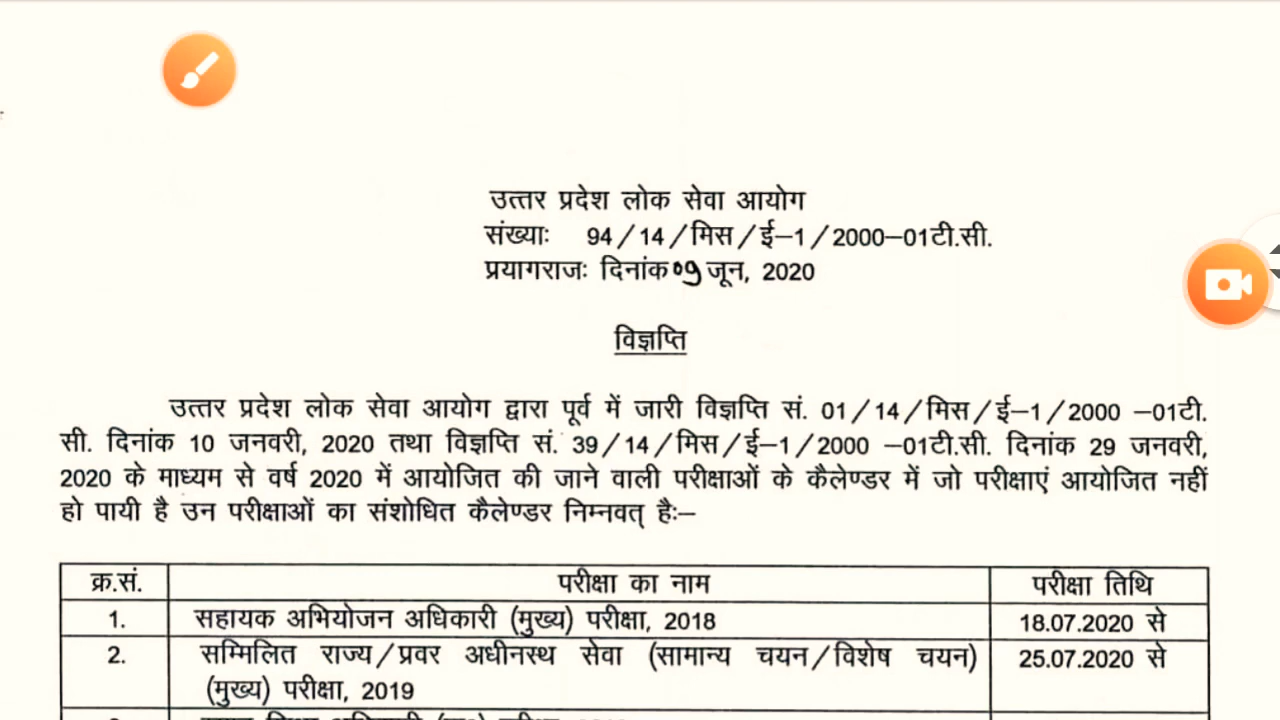 उत्तर प्रदेश लोक सेवा आयोग
संख्याः 94/14/मिस/ई–1/2000–01टी.सी.
प्रयागराजः दिनांक 09 जून, 2020
विज्ञप्ति
उत्तर प्रदेश लोक सेवा आयोग द्वारा पूर्व में जारी विज्ञप्ति सं. 01/14/मिस/ई–1/2000 –01टी.
सी. दिनांक 10 जनवरी, 2020 तथा विज्ञप्ति सं. 39/14/मिस/ई–1/2000 –01टी.सी. दिनांक 29 जनवरी,
2020 के माध्यम से वर्ष 2020 में आयोजित की जाने वाली परीक्षाओं के कैलेण्डर में जो परीक्षाएं आयोजित नहीं
हो पायी है उन परीक्षाओं का संशोधित कैलेण्डर निम्नवत् हैः–
क्र.सं. परीक्षा का नाम परीक्षा तिथि
1. सहायक अभियोजन अधिकारी (मुख्य) परीक्षा, 2018 18.07.2020 से
2. सम्मिलित राज्य/प्रवर अधीनस्थ सेवा (सामान्य चयन/विशेष चयन) 25.07.2020 से
(मुख्य) परीक्षा, 2019